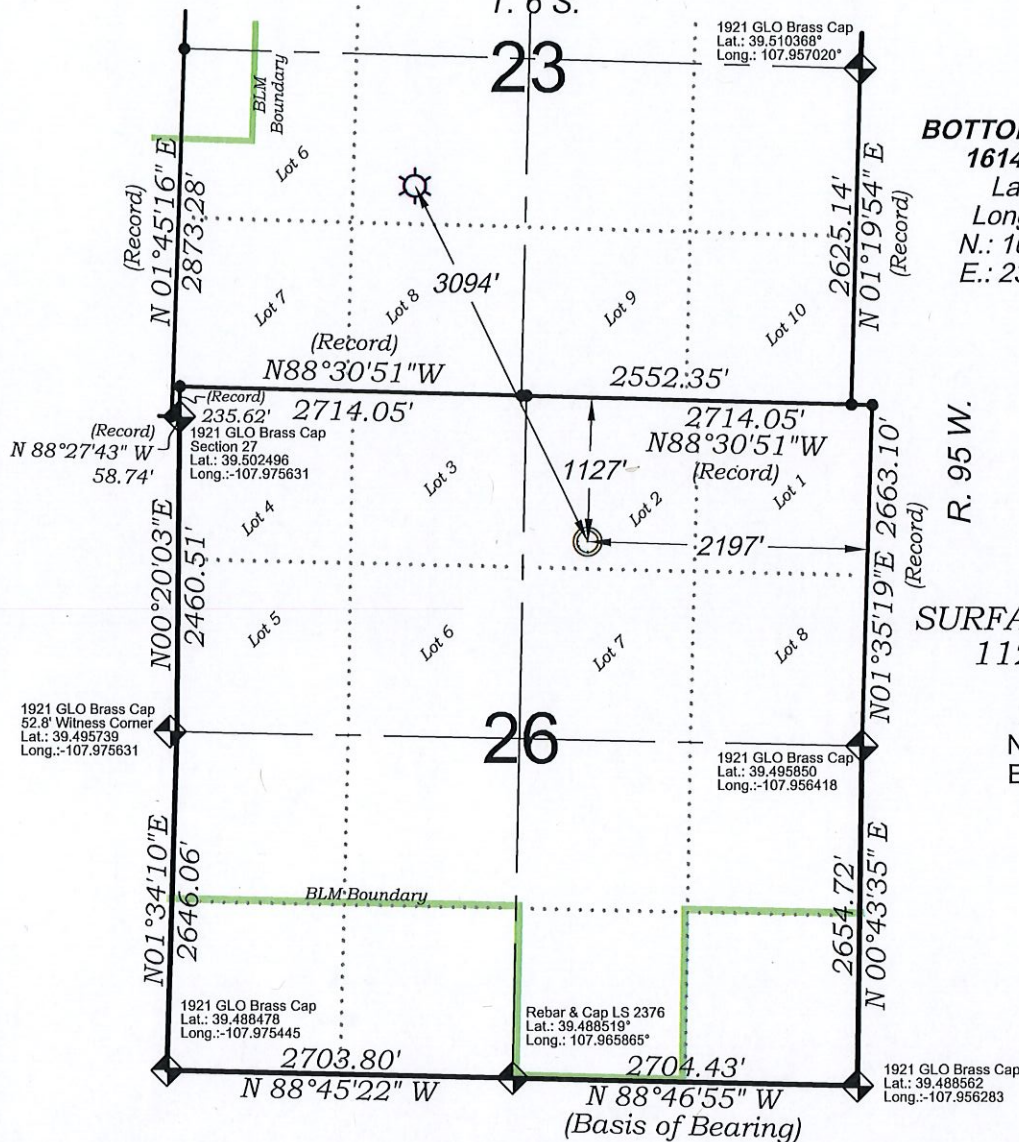 T. 6 S.
1921 GLO Brass Cap
Lat.: 39.510368°
Long.: 107.957020°
23
BLM
Boundary
Lot 6
BOTTO
1614
La
Long
N.: 1
E.: 23
(Record)
N 01°45'16" E
2873.28'
2625.14'
N 01°19'54" E
(Record)
3094'
Lot 7
Lot 8
Lot 9
Lot 10
(Record)
N88°30'51"W
2552.35'
(Record)
235.62'
2714.05'
2714.05'
N88°30'51"W
(Record)
(Record)
N 88°27'43" W
58.74'
1921 GLO Brass Cap
Section 27
Lat.: 39.502496
Long.:-107.975631
1127'
Lot 4
Lot 3
Lot 2
Lot 1
2197'
N01°35'19"E 2663.10'
(Record)
R. 95 W.
N00°20'03"E
2460.51'
Lot 5
Lot 6
Lot 7
Lot 8
SURFA
112
1921 GLO Brass Cap
52.8' Witness Corner
Lat.: 39.495739
Long.:-107.975631
26
1921 GLO Brass Cap
Lat.: 39.495850
Long.:-107.956418
N
E
N01°34'10"E
2646.06'
BLM Boundary
2654.72'
N 00°43'35" E
1921 GLO Brass Cap
Lat.: 39.488478
Long.:-107.975445
Rebar & Cap LS 2376
Lat.: 39.488519°
Long.: 107.965865°
2703.80'
N 88°45'22" W
2704.43'
N 88°46'55" W
(Basis of Bearing)
1921 GLO Brass Cap
Lat.: 39.488562
Long.:-107.956283